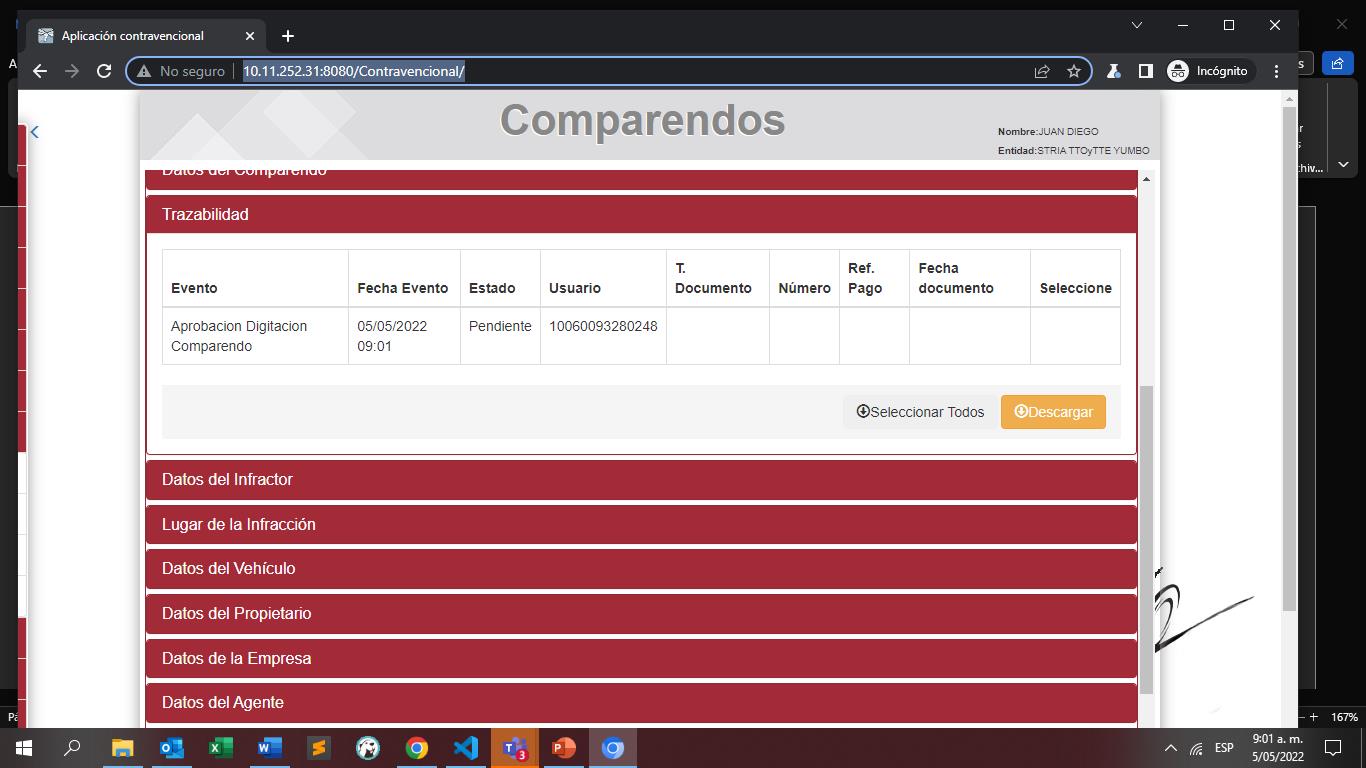 Aplicación contravencional
No seguro
10.11.252.31:8080/Contravencional/
Incógnito
Comparendos
Nombre:JUAN DIEGO
Entidad:STRIA TTOyTTE YUMBO
Datos del Comparendo
Trazabilidad
Evento
Fecha Evento
Estado
Usuario
T. Documento
Número
Ref. Pago
Fecha documento
Seleccione
Aprobacion Digitacion
Comparendo
05/05/2022
09:01
Pendiente
10060093280248
Seleccionar Todos
Descargar
Datos del Infractor
Lugar de la Infracción
Datos del Vehículo
Datos del Propietario
Datos de la Empresa
Datos del Agente
167%
3
ESP
9:01 a. m.
5/05/2022